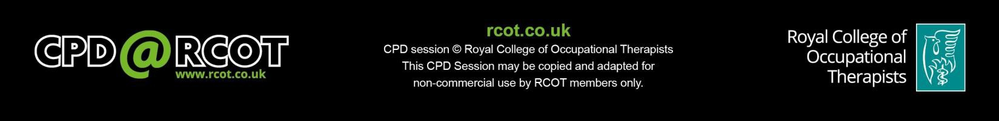 CPD@RCOT
www.rcot.co.uk
rcot.co.uk
CPD session © Royal College of Occupational Therapists
This CPD Session may be copied and adapted for
non-commercial use by RCOT members only.
Royal College of
Occupational
Therapists